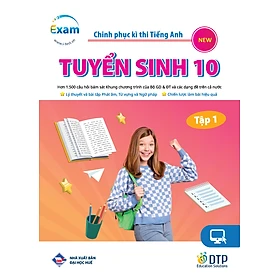 Exam
Chinh phục kì thi Tiếng Anh
NEW
TUYỂN SINH 10
Hơn 1.500 câu hỏi bám sát khung chương trình của Bộ GD & ĐT và các dạng đề trên cả nước
Lý thuyết và bài tập Phát âm, Từ vựng và Ngữ pháp
Chiến lược làm bài hiệu quả
Tập 1
NHÀ XUẤT BẢN
ĐẠI HỌC HUẾ
DTP
Education Solutions